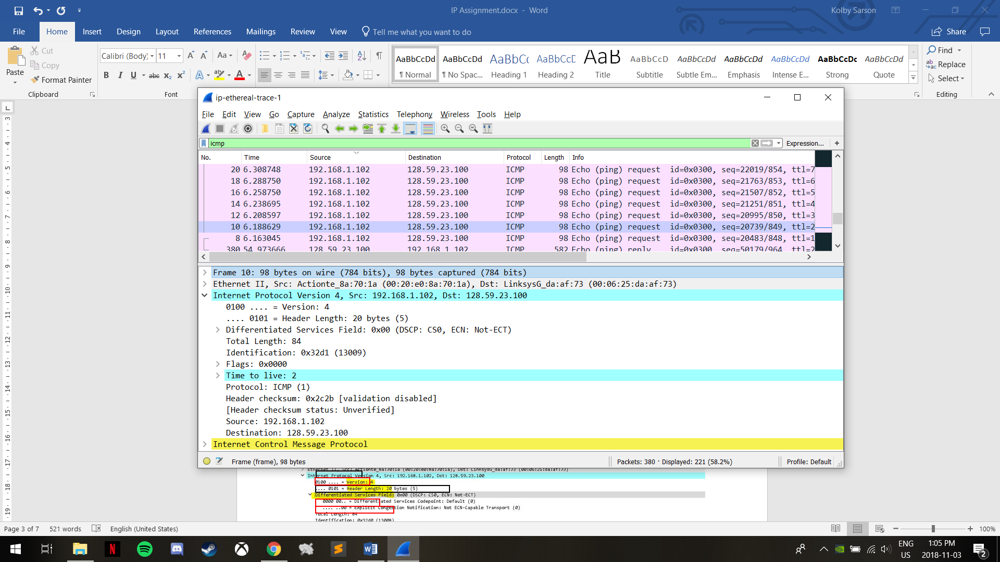 IP Assignment.docx - Word
Kolby Sarson
File Home Insert Design Layout References Mailings Review View Tell me what you want to do
Share
Paste
Cut
Copy
Format Painter
Clipboard
Calibri (Body) 11
Font
AaBbCcDd AaBbCcDd AaBbCc AaBbCcD AaB AaBbCcD AaBbCcDd AaBbCcDd AaBbCcDd AaBbCcDc AaBbCcDd
¶ Normal ¶ No Spac... Heading 1 Heading 2 Title Subtitle Subtle Em... Emphasis Intense E... Strong Quote
Find
Replace
Select
Editing
ip-ethereal-trace-1
File Edit View Go Capture Analyze Statistics Telephony Wireless Tools Help
icmp
Expression... +
No. Time Source Destination Protocol Length Info
20 6.308748 192.168.1.102 128.59.23.100 ICMP 98 Echo (ping) request id=0x0300, seq=22019/854, ttl=7
18 6.288750 192.168.1.102 128.59.23.100 ICMP 98 Echo (ping) request id=0x0300, seq=21763/853, ttl=6
16 6.258750 192.168.1.102 128.59.23.100 ICMP 98 Echo (ping) request id=0x0300, seq=21507/852, ttl=5
14 6.238695 192.168.1.102 128.59.23.100 ICMP 98 Echo (ping) request id=0x0300, seq=21251/851, ttl=4
12 6.208597 192.168.1.102 128.59.23.100 ICMP 98 Echo (ping) request id=0x0300, seq=20995/850, ttl=3
10 6.188629 192.168.1.102 128.59.23.100 ICMP 98 Echo (ping) request id=0x0300, seq=20739/849, ttl=2
8 6.163045 192.168.1.102 128.59.23.100 ICMP 98 Echo (ping) request id=0x0300, seq=20483/848, ttl=1
380 54.973666 128.59.23.100 192.168.1.102 ICMP 582 Echo (ping) reply id=0x0300, seq=50179/964, ttl=2
Frame 10: 98 bytes on wire (784 bits), 98 bytes captured (784 bits)
Ethernet II, Src: Actionte_8a:70:1a (00:20:e0:8a:70:1a), Dst: LinksysG_da:af:73 (00:06:25:da:af:73)
Internet Protocol Version 4, Src: 192.168.1.102, Dst: 128.59.23.100
0100 .... = Version: 4
.... 0101 = Header Length: 20 bytes (5)
Differentiated Services Field: 0x00 (DSCP: CS0, ECN: Not-ECT)
Total Length: 84
Identification: 0x32d1 (13009)
Flags: 0x0000
Time to live: 2
Protocol: ICMP (1)
Header checksum: 0x2c2b [validation disabled]
[Header checksum status: Unverified]
Source: 192.168.1.102
Destination: 128.59.23.100
Internet Control Message Protocol
Frame (frame), 98 bytes
Packets: 380 · Displayed: 221 (58.2%)
Profile: Default
Ethernet II, Src: Actionte_8a:70:1a (00:20:e0:8a:70:1a), Dst: LinksysG_da:af:73 (00:06:25:da:af:73)
Internet Protocol Version 4, Src: 192.168.1.102, Dst: 128.59.23.100
0100 .... = Version: 4
.... 0101 = Header Length: 20 bytes (5)
Differentiated Services Field: 0x00 (DSCP: CS0, ECN: Not-ECT)
0000 00.. = Differentiated Services Codepoint: Default (0)
.... ..00 = Explicit Congestion Notification: Not ECN-Capable Transport (0)
Total Length: 84
Identification: 0x32d0 (13008)
Page 3 of 7 521 words English (United States)
100%
ENG
US
1:05 PM
2018-11-03
2